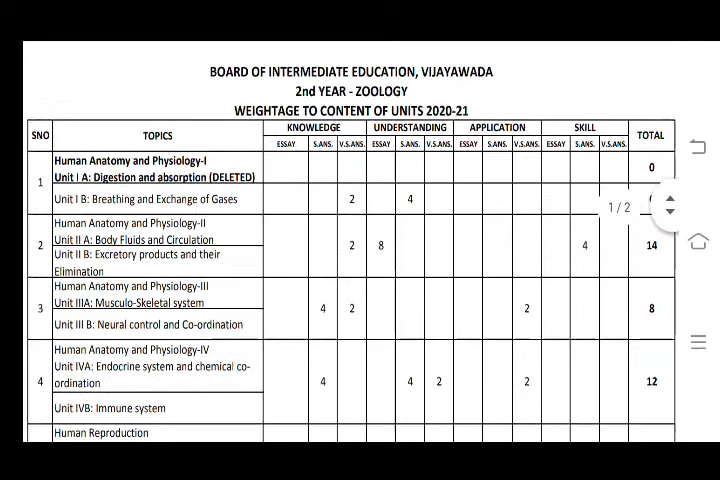 BOARD OF INTERMEDIATE EDUCATION, VIJAYAWADA
2nd YEAR - ZOOLOGY
WEIGHTAGE TO CONTENT OF UNITS 2020-21
SNO TOPICS KNOWLEDGE UNDERSTANDING APPLICATION SKILL TOTAL
ESSAY S.ANS. V.S.ANS. ESSAY S.ANS. V.S.ANS. ESSAY S.ANS. V.S.ANS. ESSAY S.ANS. V.S.ANS.
1 Human Anatomy and Physiology-I
Unit I A: Digestion and absorption (DELETED) 0
Unit I B: Breathing and Exchange of Gases 2 4
1 / 2
2 Human Anatomy and Physiology-II
Unit II A: Body Fluids and Circulation
Unit II B: Excretory products and their
Elimination
2 8 4 14
3 Human Anatomy and Physiology-III
Unit IIIA: Musculo-Skeletal system
Unit III B: Neural control and Co-ordination
4 2 2 8
4 Human Anatomy and Physiology-IV
Unit IVA: Endocrine system and chemical co-
ordination
Unit IVB: Immune system
4 4 2 2 12
Human Reproduction